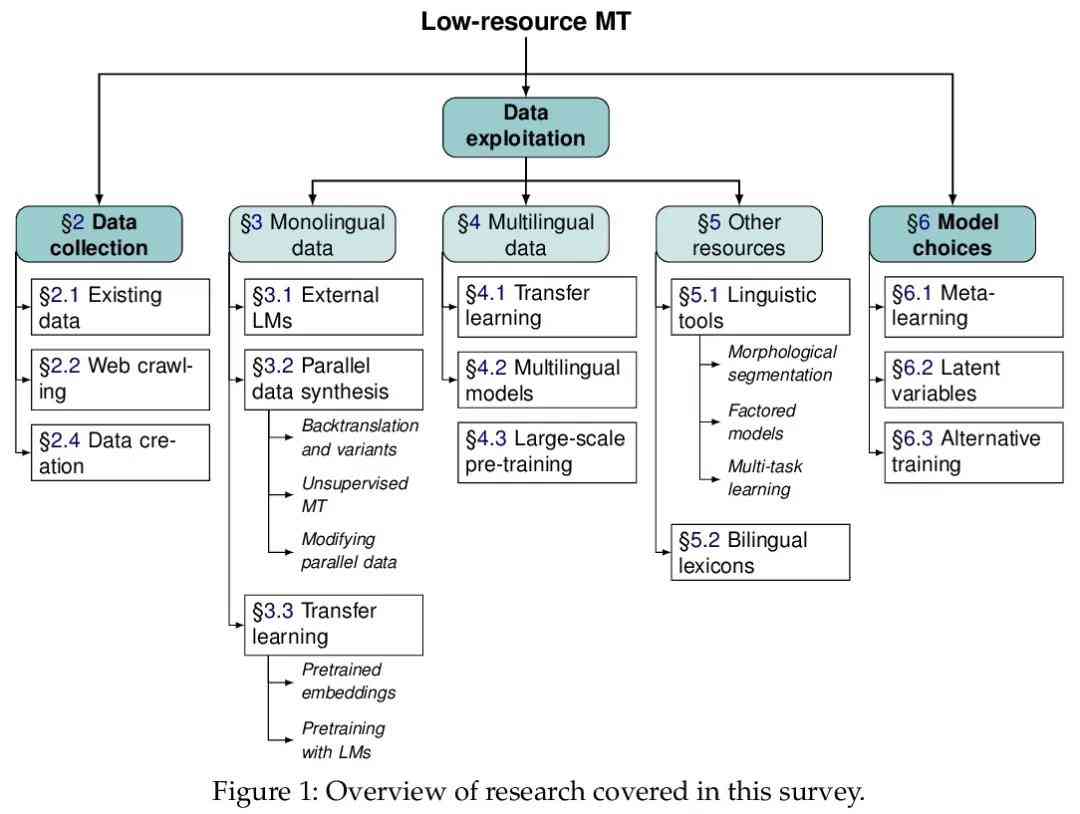 Low-resource MT
Data
exploitation
§2 Data
collection
§2.1 Existing
data
§2.2 Web crawl-
ing
§2.4 Data cre-
ation
§3 Monolingual
data
§3.1 External
LMs
§3.2 Parallel
data synthesis
Backtranslation
and variants
Unsupervised
MT
Modifying
parallel data
§3.3 Transfer
learning
Pretrained
embeddings
Pretraining
with LMs
§4 Multilingual
data
§4.1 Transfer
learning
§4.2 Multilingual
models
§4.3 Large-scale
pre-training
§5 Other
resources
§5.1 Linguistic
tools
Morphological
segmentation
Factored
models
Multi-task
learning
§5.2 Bilingual
lexicons
§6 Model
choices
§6.1 Meta-
learning
§6.2 Latent
variables
§6.3 Alternative
training
Figure 1: Overview of research covered in this survey.